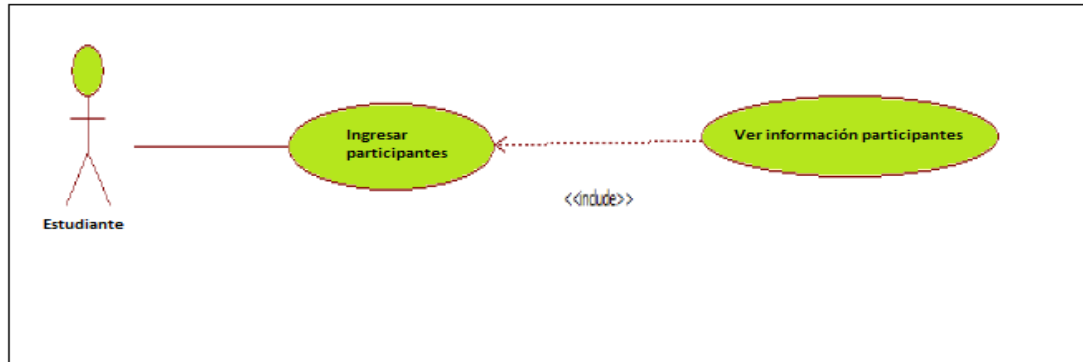 Ingresar
participantes
Ver información participantes
<<include>>
Estudiante